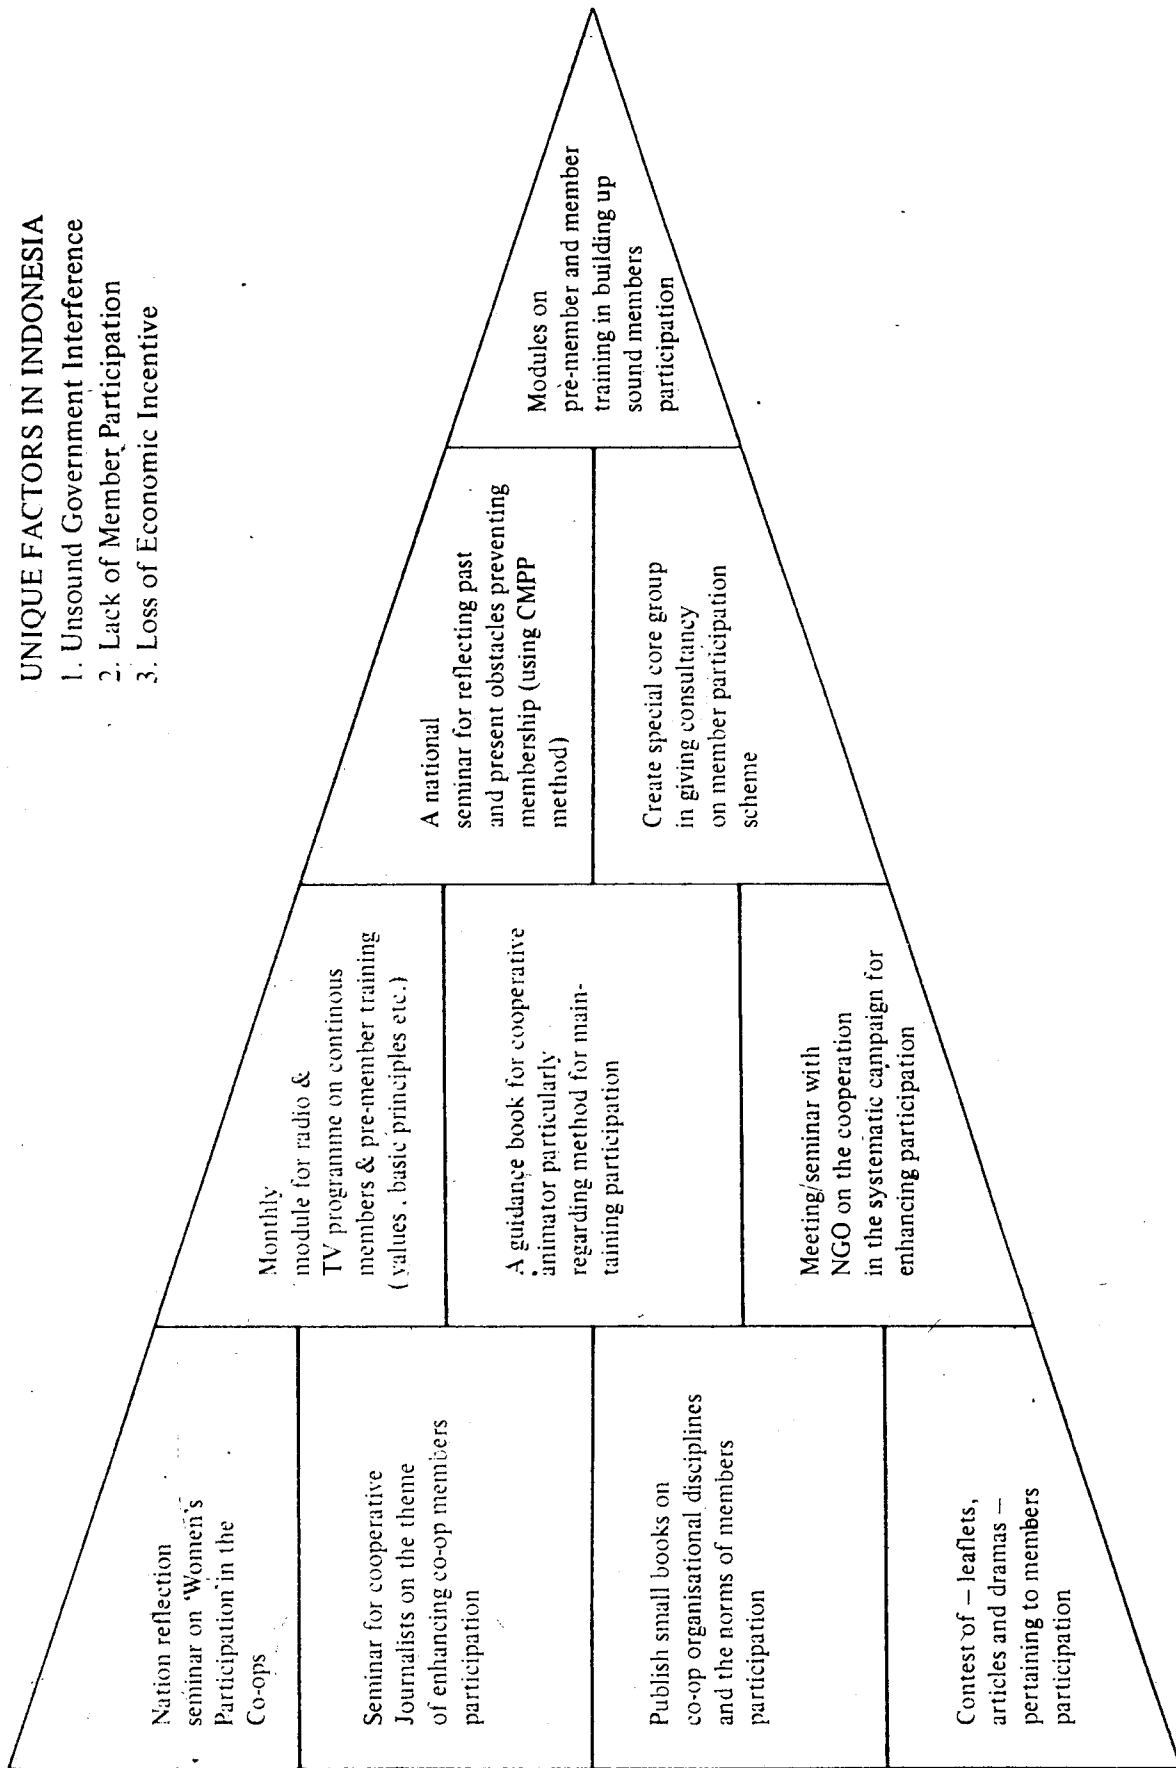 UNIQUE FACTORS IN INDONESIA
1. Unsound Government Interference
2. Lack of Member Participation
3. Loss of Economic Incentive
Modules on
pre-member and member
training in building up
sound members
participation
A national
seminar for reflecting past
and present obstacles preventing
membership (using CMPP
method)
Create special core group
in giving consultancy
on member participation
scheme
Monthly
module for radio &
TV programme on continous
members & pre-member training
(values, basic principles etc.)
A guidance book for cooperative
animator particularly
regarding method for main-
taining participation
Meeting/seminar with
NGO on the cooperation
in the systematic campaign for
enhancing participation
Nation reflection
seminar on 'Women's
Participation' in the
Co-ops
Seminar for cooperative
Journalists on the theme
of enhancing co-op members
participation
Publish small books on
co-op organisational disciplines
and the norms of members
participation
Contest of – leaflets,
articles and dramas –
pertaining to members
participation